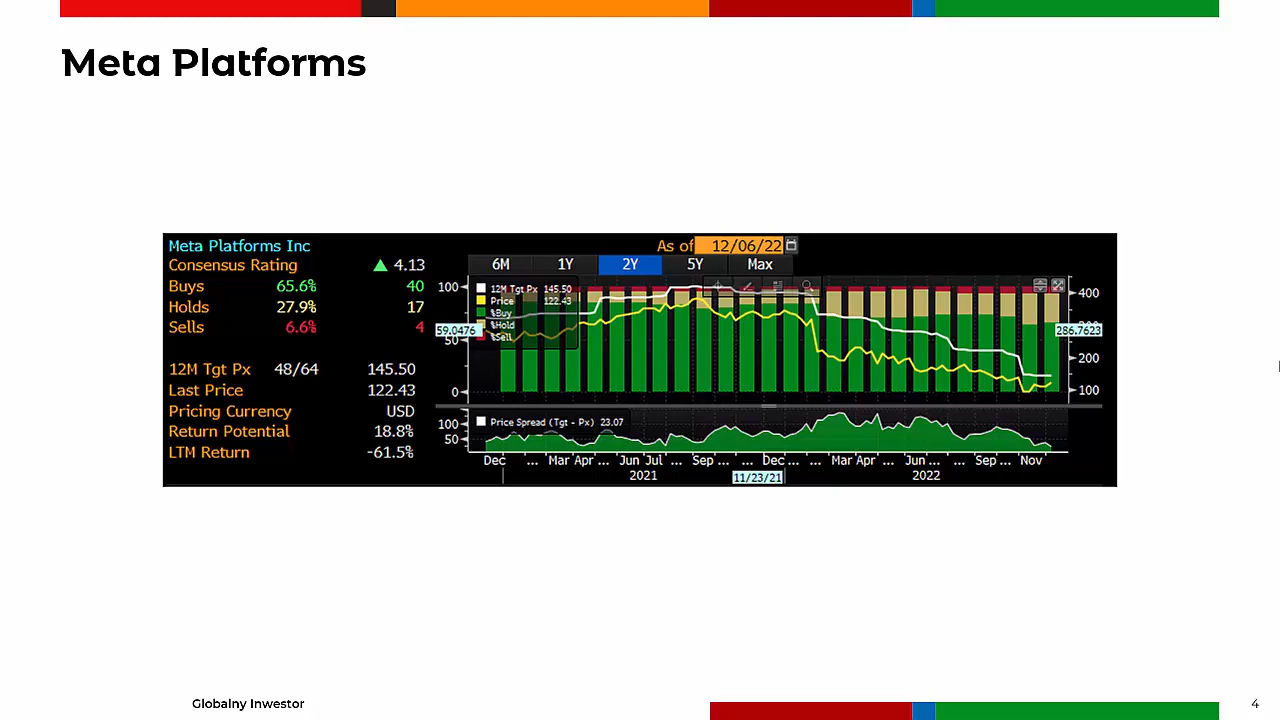 Meta Platforms
Meta Platforms Inc
As of 12/06/22
Consensus Rating 4.13
Buys 65.6% 40
Holds 27.9% 17
Sells 6.6% 4
12M Tgt Px 48/64 145.50
Last Price 122.43
Pricing Currency USD
Return Potential 18.8%
LTM Return -61.5%
6M 1Y 2Y 5Y Max
12M Tgt Px 145.50
Price 122.43
%Buy
%Hold
%Sell
100
50
0
59.0476
400
286.7623
200
100
Price Spread (Tgt - Px) 23.07
100
50
Dec ... Mar Apr ... Jun Jul ... Sep ... ... Dec ... ... Mar Apr ... Jun ... ... Sep ... Nov
2021 11/23/21 2022
Globalny Inwestor
4